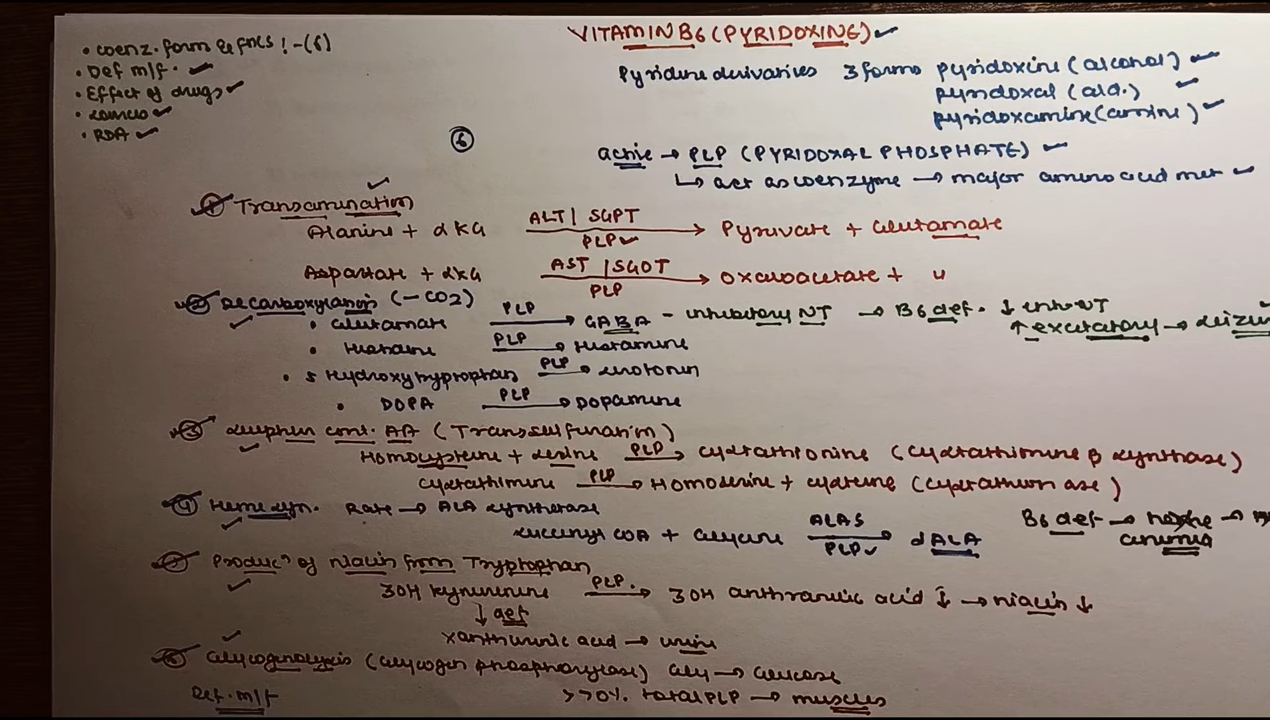 VITAMIN B6 (PYRIDOXINE)
• coenz. form & fncs! - (6)
• Def m/f.
• Effect of drugs
• sources
• RDA
Pyridine derivatives 3 forms pyridoxine (alcohol)
pyridoxal (ald.)
pyridoxamine (amine)
6
active → PLP (PYRIDOXAL PHOSPHATE)
↳ act as coenzyme → major amino acid met
① Transamination
Alanine + αKG ALT | SGPT PLP → Pyruvate + Glutamate
Aspartate + αKG AST | SGOT PLP → Oxaloacetate + "
② Decarboxylation (-CO2)
• Glutamate PLP → GABA - inhibitory NT → B6 def. ↓ inh NT
↑ excitatory → seizu
• Histidine PLP → Histamine
• 5 Hydroxytryptophan PLP → serotonin
• DOPA PLP → Dopamine
③ sulphur cont. AA (Transsulfuration)
Homocysteine + serine PLP → cystathionine (cystathionine β synthase)
cystathionine PLP → Homoserine + cysteine (cystathionase)
④ Heme syn. Rate → ALA synthetase
succinyl COA + Glycine ALAS PLP → dALA
B6 def →
anemia
⑤ Produc^n of niacin from Tryptophan
3OH kynurenine PLP. → 3OH anthranilic acid ↓ → niacin ↓
↓ def
xanthurenic acid → urine
⑥ Glycogenolysis (Glycogen phosphorylase) Gly → Glucose
Def. m/f >70% total PLP → muscles